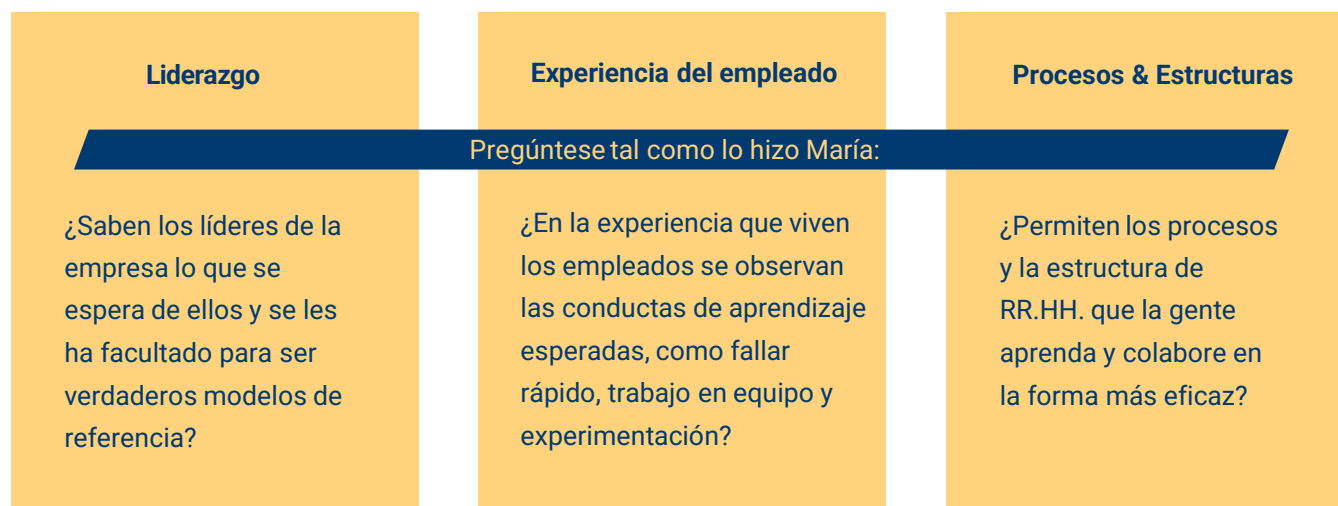 Liderazgo
Experiencia del empleado
Procesos & Estructuras
Pregúntese tal como lo hizo María:
¿Saben los líderes de la
empresa lo que se
espera de ellos y se les
ha facultado para ser
verdaderos modelos de
referencia?
¿En la experiencia que viven
los empleados se observan
las conductas de aprendizaje
esperadas, como fallar
rápido, trabajo en equipo y
experimentación?
¿Permiten los procesos
y la estructura de
RR.HH. que la gente
aprenda y colabore en
la forma más eficaz?